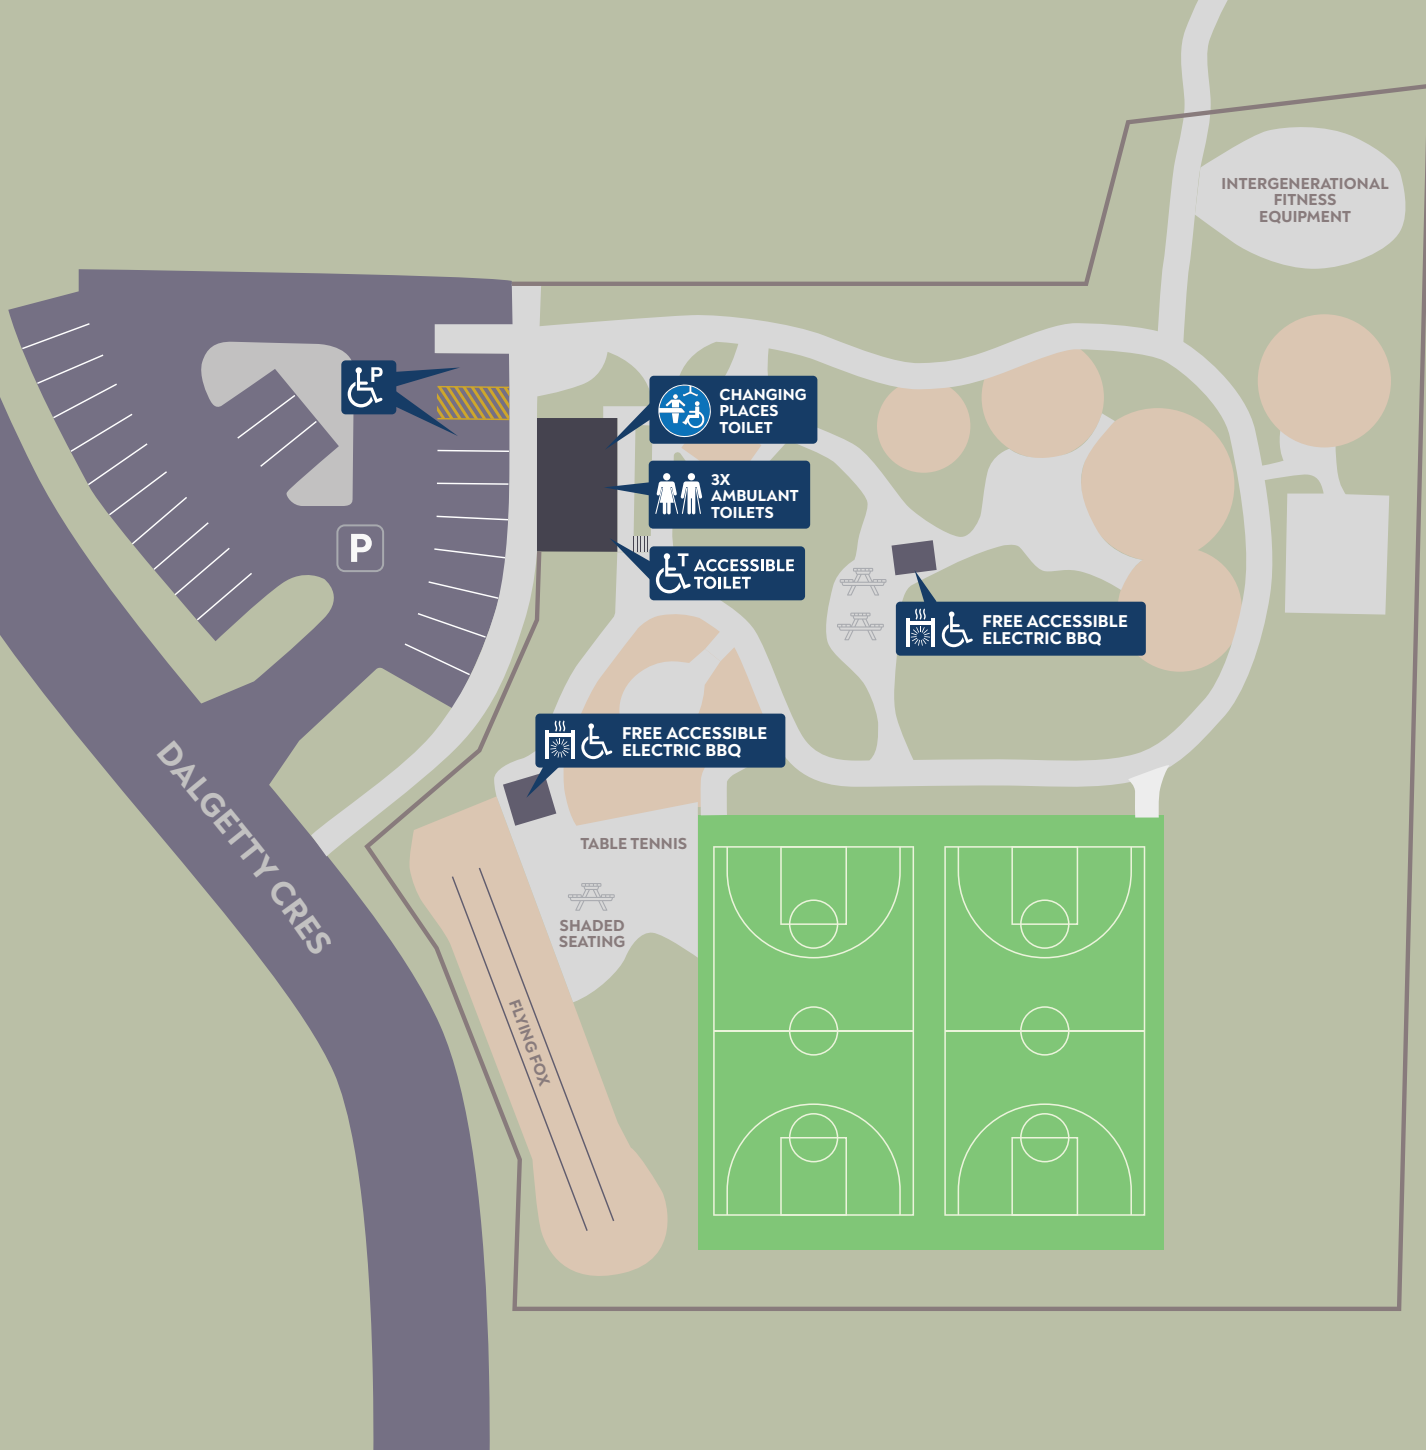 INTERGENERATIONAL
FITNESS
EQUIPMENT
P
CHANGING
PLACES
TOILET
3X
AMBULANT
TOILETS
P
T
ACCESSIBLE
TOILET
FREE ACCESSIBLE
ELECTRIC BBQ
FREE ACCESSIBLE
ELECTRIC BBQ
DALGETTY CRES
TABLE TENNIS
SHADED
SEATING
FLYING FOX